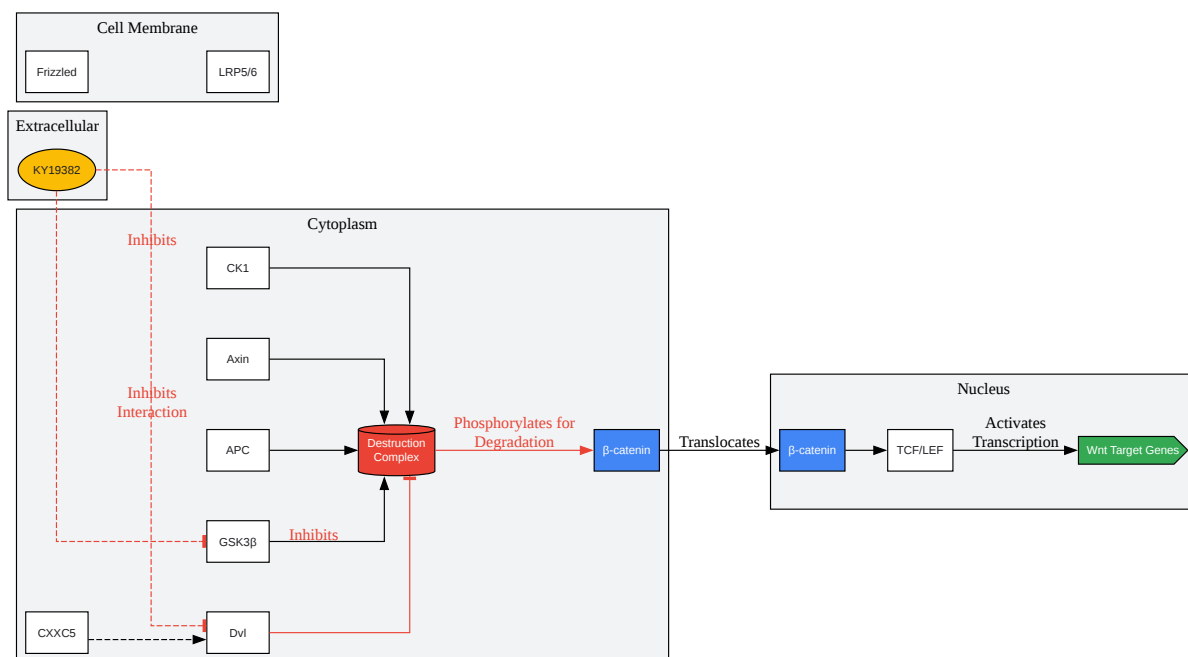 Cell Membrane
Frizzled
LRP5/6
Extracellular
KY19382
Cytoplasm
Inhibits
CK1
Axin
Inhibits
Interaction
APC
Destruction
Complex
Phosphorylates for
Degradation
β-catenin
Translocates
Nucleus
β-catenin
TCF/LEF
Activates
Transcription
Wnt Target Genes
GSK3β
Inhibits
CXXC5
Dvl